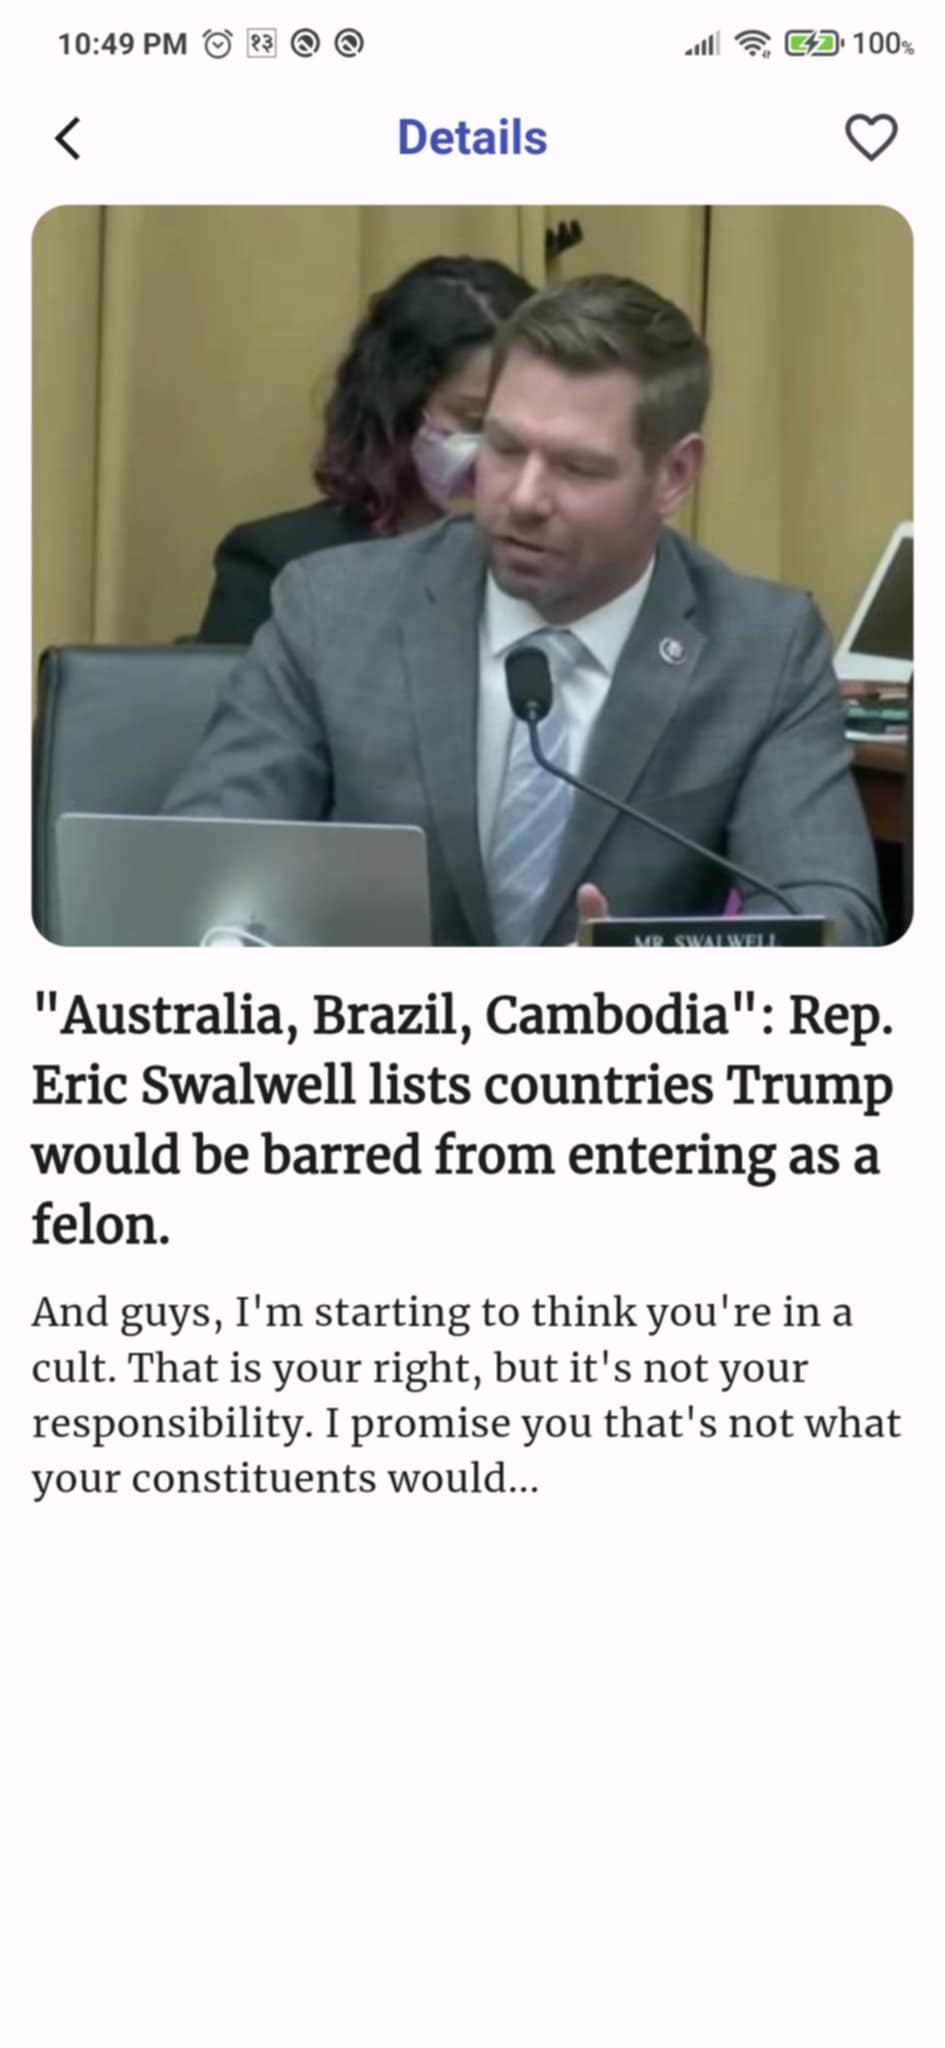 10:49 PM १३ 100%
Details
MR. SWALWELL
"Australia, Brazil, Cambodia": Rep.
Eric Swalwell lists countries Trump
would be barred from entering as a
felon.
And guys, I'm starting to think you're in a
cult. That is your right, but it's not your
responsibility. I promise you that's not what
your constituents would...